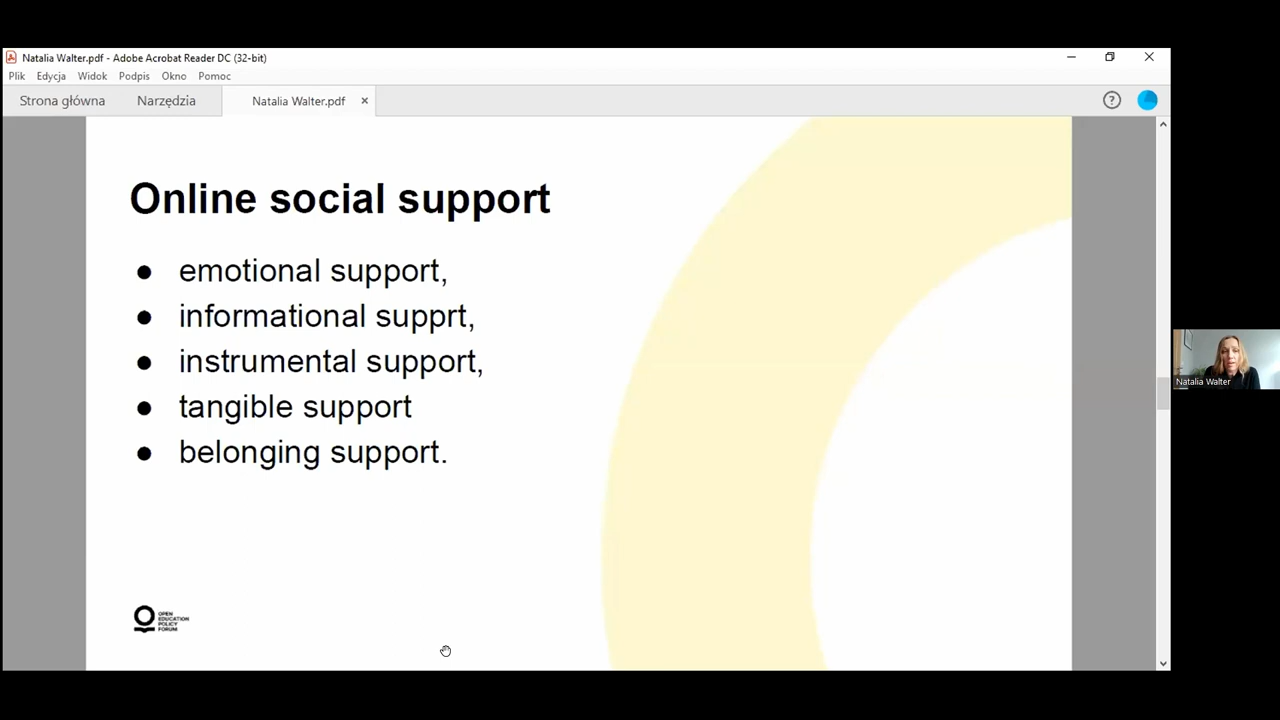 Natalia Walter.pdf - Adobe Acrobat Reader DC (32-bit)
Plik Edycja Widok Podpis Okno Pomoc
Strona główna Narzędzia Natalia Walter.pdf ×
Online social support
● emotional support,
● informational supprt,
● instrumental support,
● tangible support
● belonging support.
OPEN
EDUCATION
POLICY
FORUM
Natalia Walter